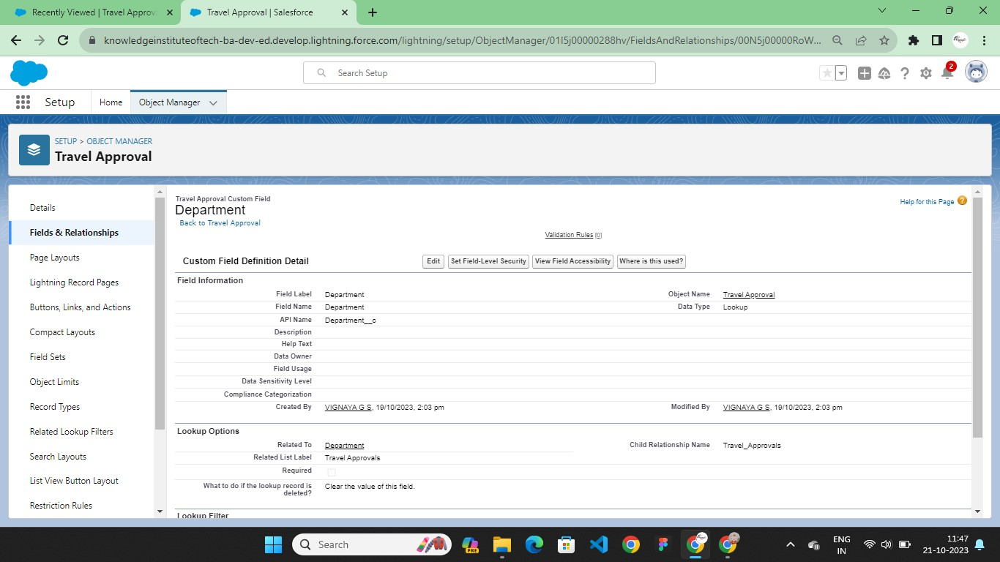 Recently Viewed | Travel Approv
Travel Approval | Salesforce
knowledgeinstituteoftech-ba-dev-ed.develop.lightning.force.com/lightning/setup/ObjectManager/01I5j00000288hv/FieldsAndRelationships/00N5j00000RoW...
Search Setup
2
Setup
Home
Object Manager
SETUP > OBJECT MANAGER
Travel Approval
Details
Fields & Relationships
Page Layouts
Lightning Record Pages
Buttons, Links, and Actions
Compact Layouts
Field Sets
Object Limits
Record Types
Related Lookup Filters
Search Layouts
List View Button Layout
Restriction Rules
Travel Approval Custom Field
Department
Back to Travel Approval
Help for this Page
Validation Rules [0]
Custom Field Definition Detail
Edit
Set Field-Level Security
View Field Accessibility
Where is this used?
Field Information
Field Label Department Object Name Travel Approval
Field Name Department Data Type Lookup
API Name Department__c
Description
Help Text
Data Owner
Field Usage
Data Sensitivity Level
Compliance Categorization
Created By VIGNAYA G S, 19/10/2023, 2:03 pm Modified By VIGNAYA G S, 19/10/2023, 2:03 pm
Lookup Options
Related To Department Child Relationship Name Travel_Approvals
Related List Label Travel Approvals
Required
What to do if the lookup record is deleted? Clear the value of this field.
Lookup Filter
Search
PRE
ENG
IN
11:47
21-10-2023